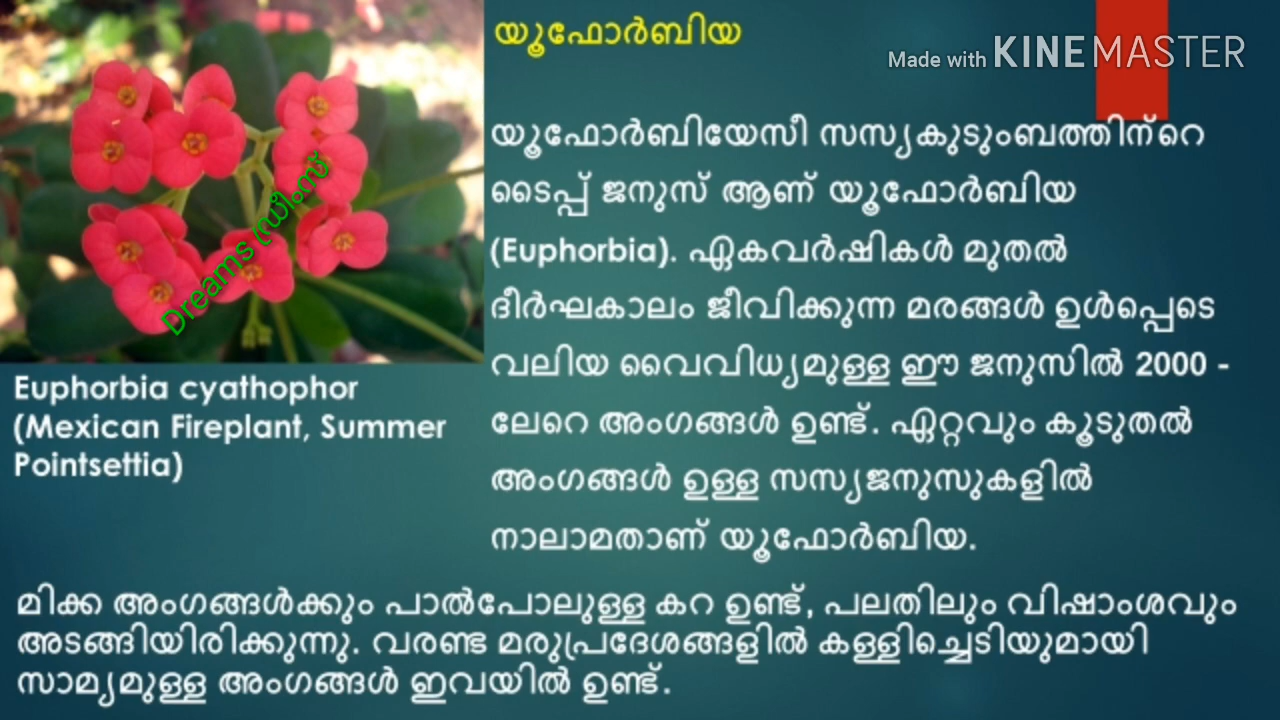 യൂഫോർബിയ
Made with KINEMASTER
യൂഫോർബിയേസീ സസ്യകുടുംബത്തിന്റെ
ടൈപ്പ് ജനുസ് ആണ് യൂഫോർബിയ
(Euphorbia). ഏകവർഷികൾ മുതൽ
ദീർഘകാലം ജീവിക്കുന്ന മരങ്ങൾ ഉൾപ്പെടെ
വലിയ വൈവിധ്യമുള്ള ഈ ജനുസിൽ 2000 -
ലേറെ അംഗങ്ങൾ ഉണ്ട്. ഏറ്റവും കൂടുതൽ
അംഗങ്ങൾ ഉള്ള സസ്യജനുസുകളിൽ
നാലാമതാണ് യൂഫോർബിയ.
Dreams ഡ്രീംസ്
Euphorbia cyathophor
(Mexican Fireplant, Summer
Pointsettia)
മിക്ക അംഗങ്ങൾക്കും പാൽപോലുള്ള കറ ഉണ്ട്, പലതിലും വിഷാംശവും
അടങ്ങിയിരിക്കുന്നു. വരണ്ട മരുപ്രദേശങ്ങളിൽ കള്ളിച്ചെടിയുമായി
സാമ്യമുള്ള അംഗങ്ങൾ ഇവയിൽ ഉണ്ട്.